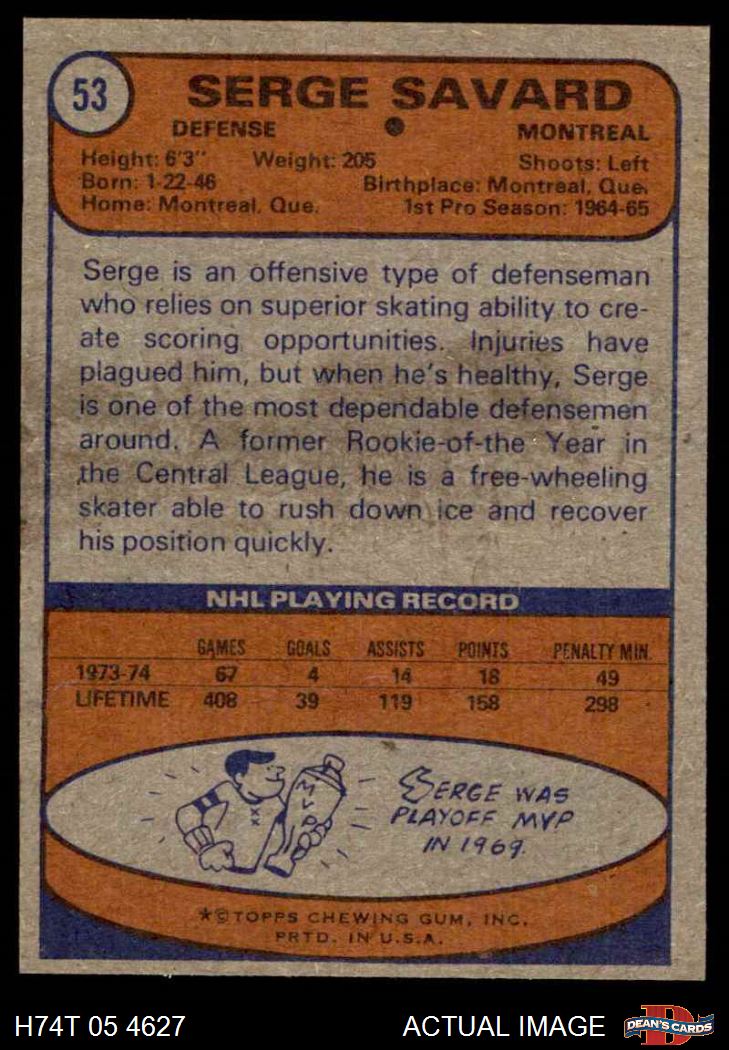 53
SERGE SAVARD
DEFENSE MONTREAL
Height: 6'3" Weight: 205 Shoots: Left
Born: 1-22-46 Birthplace: Montreal, Que.
Home: Montreal, Que. 1st Pro Season: 1964-65
Serge is an offensive type of defenseman
who relies on superior skating ability to cre-
ate scoring opportunities. Injuries have
plagued him, but when he's healthy, Serge
is one of the most dependable defensemen
around. A former Rookie-of-the Year in
the Central League, he is a free-wheeling
skater able to rush down ice and recover
his position quickly.
NHL PLAYING RECORD
GAMES GOALS ASSISTS POINTS PENALTY MIN.
1973-74 67 4 14 18 49
LIFETIME 408 39 119 158 298
MVP
SERGE WAS
PLAYOFF MVP
IN 1969.
★©TOPPS CHEWING GUM, INC.
PRTD. IN U.S.A.
H74T 05 4627 ACTUAL IMAGE D DEAN'S CARDS